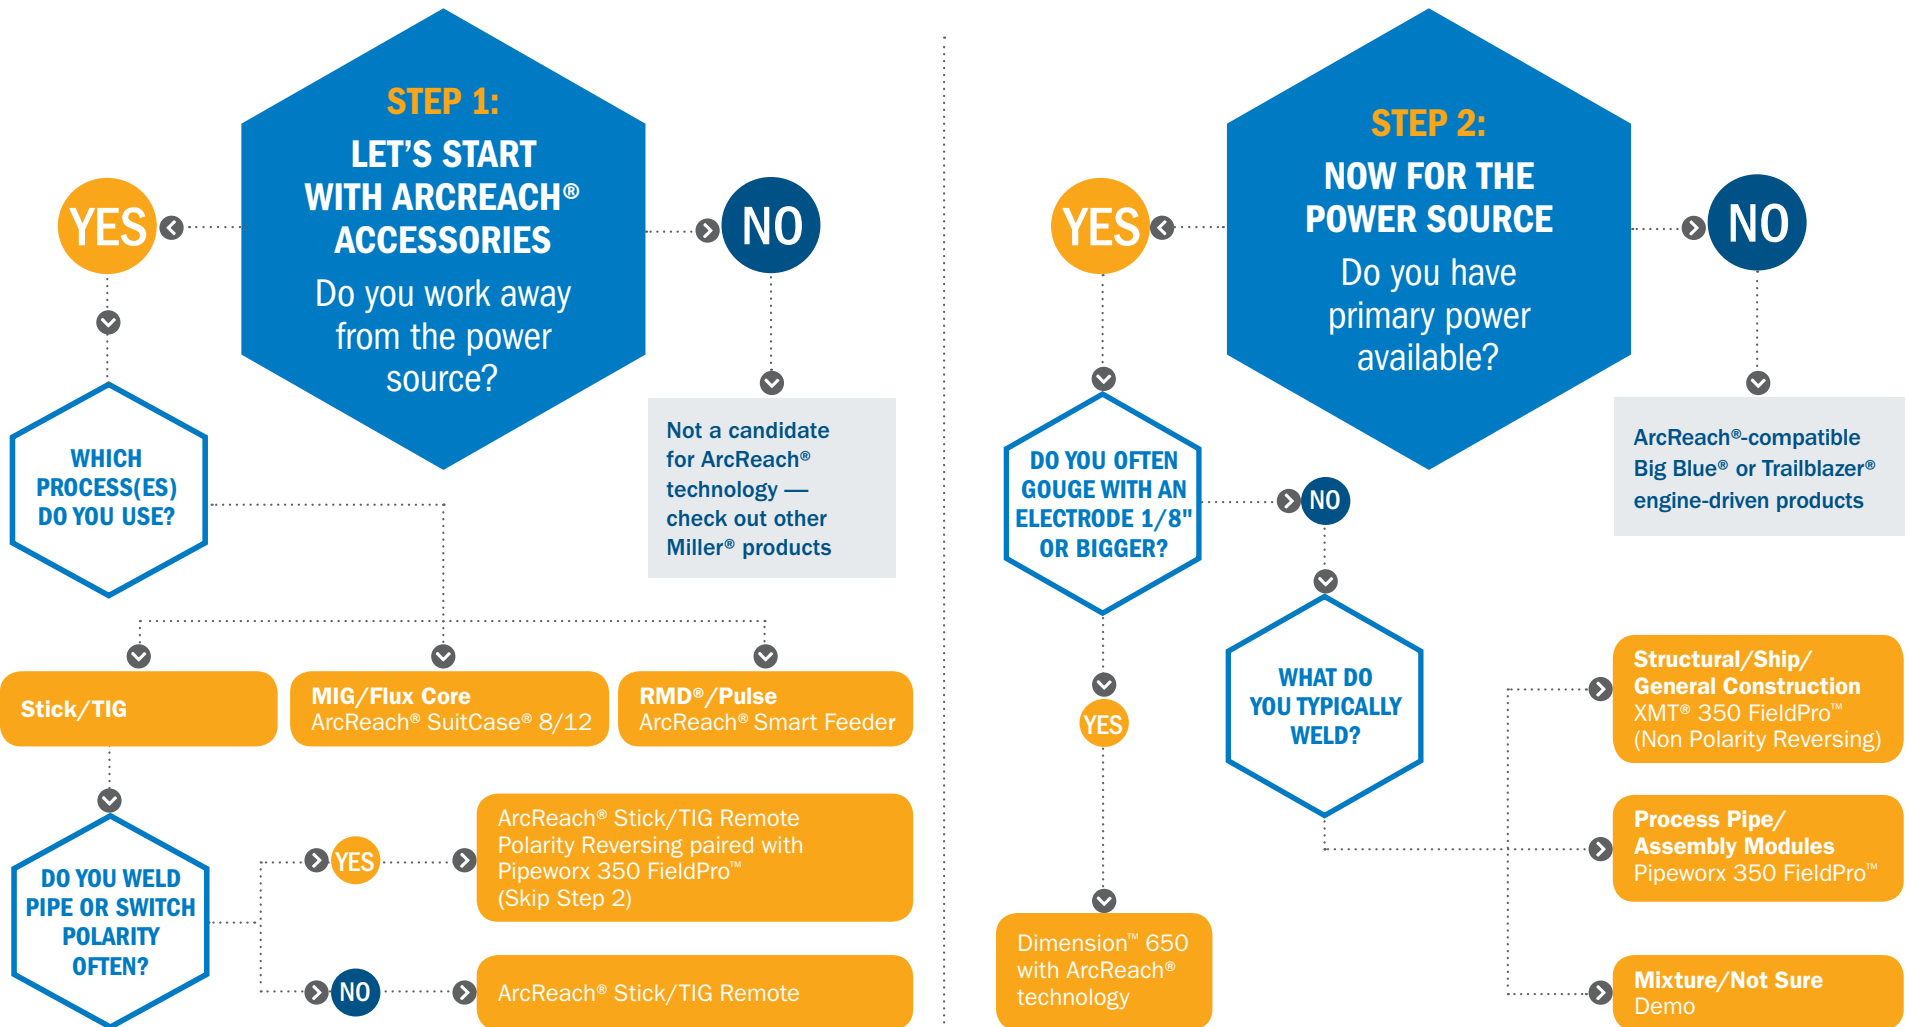 STEP 1:
LET'S START
WITH ARCREACH®
ACCESSORIES
Do you work away
from the power
source?
YES
NO
WHICH
PROCESS(ES)
DO YOU USE?
Not a candidate
for ArcReach®
technology —
check out other
Miller® products
Stick/TIG
MIG/Flux Core
ArcReach® SuitCase® 8/12
RMD®/Pulse
ArcReach® Smart Feeder
DO YOU WELD
PIPE OR SWITCH
POLARITY
OFTEN?
YES
ArcReach® Stick/TIG Remote
Polarity Reversing paired with
Pipeworx 350 FieldPro™
(Skip Step 2)
NO
ArcReach® Stick/TIG Remote
STEP 2:
NOW FOR THE
POWER SOURCE
Do you have
primary power
available?
YES
NO
DO YOU OFTEN
GOUGE WITH AN
ELECTRODE 1/8"
OR BIGGER?
NO
ArcReach®-compatible
Big Blue® or Trailblazer®
engine-driven products
WHAT DO
YOU TYPICALLY
WELD?
YES
Dimension™ 650
with ArcReach®
technology
Structural/Ship/
General Construction
XMT® 350 FieldPro™
(Non Polarity Reversing)
Process Pipe/
Assembly Modules
Pipeworx 350 FieldPro™
Mixture/Not Sure
Demo